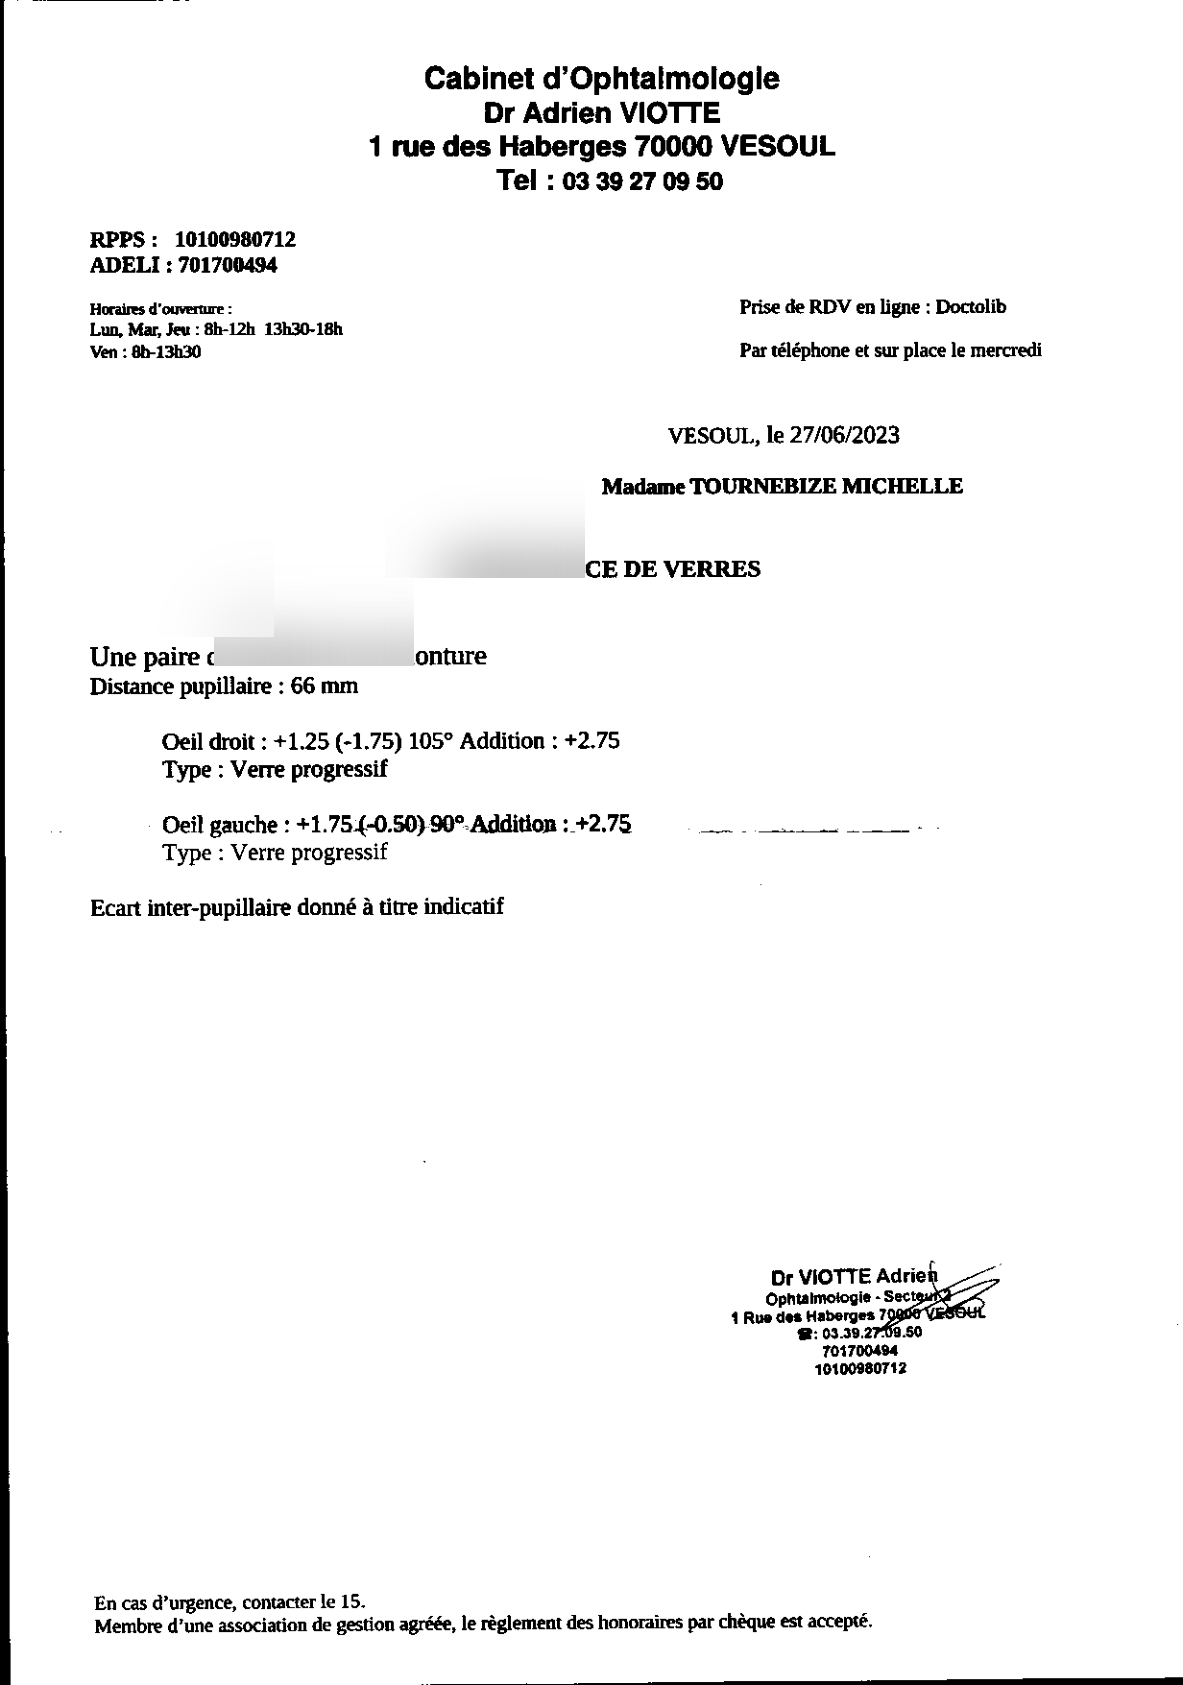 Cabinet d'Ophtalmologie
Dr Adrien VIOTTE
1 rue des Haberges 70000 VESOUL
Tel : 03 39 27 09 50
RPPS : 10100980712
ADELI : 701700494
Horaires d'ouverture :
Lun, Mar, Jeu : 8h-12h 13h30-18h
Ven : 8h-13h30
Prise de RDV en ligne : Doctolib
Par téléphone et sur place le mercredi
VESOUL, le 27/06/2023
Madame TOURNEBIZE MICHELLE
CE DE VERRES
Une paire onture
Distance pupillaire : 66 mm
Oeil droit : +1.25 (-1.75) 105° Addition : +2.75
Type : Verre progressif
Oeil gauche : +1.75 (-0.50) 90° Addition : +2.75
Type : Verre progressif
Ecart inter-pupillaire donné à titre indicatif
Dr VIOTTE Adrien
Ophtalmologie - Secteur 2
1 Rue des Haberges 70000 VESOUL
☎: 03.39.27.09.50
701700494
10100980712
En cas d'urgence, contacter le 15.
Membre d'une association de gestion agréée, le règlement des honoraires par chèque est accepté.